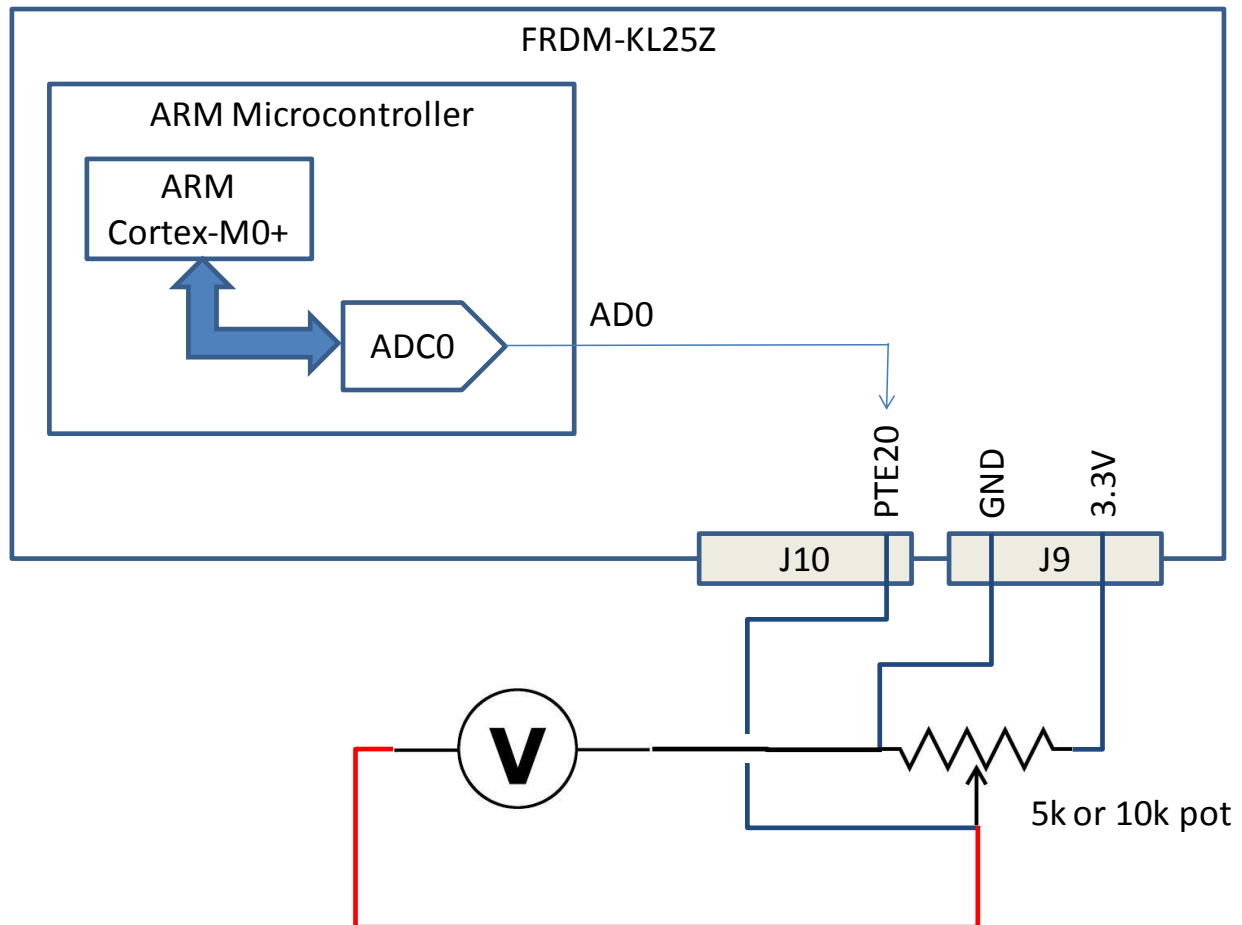 FRDM-KL25Z
ARM Microcontroller
ARM
Cortex-M0+
ADC0
AD0
PTE20
GND
3.3V
J10
J9
V
5k or 10k pot